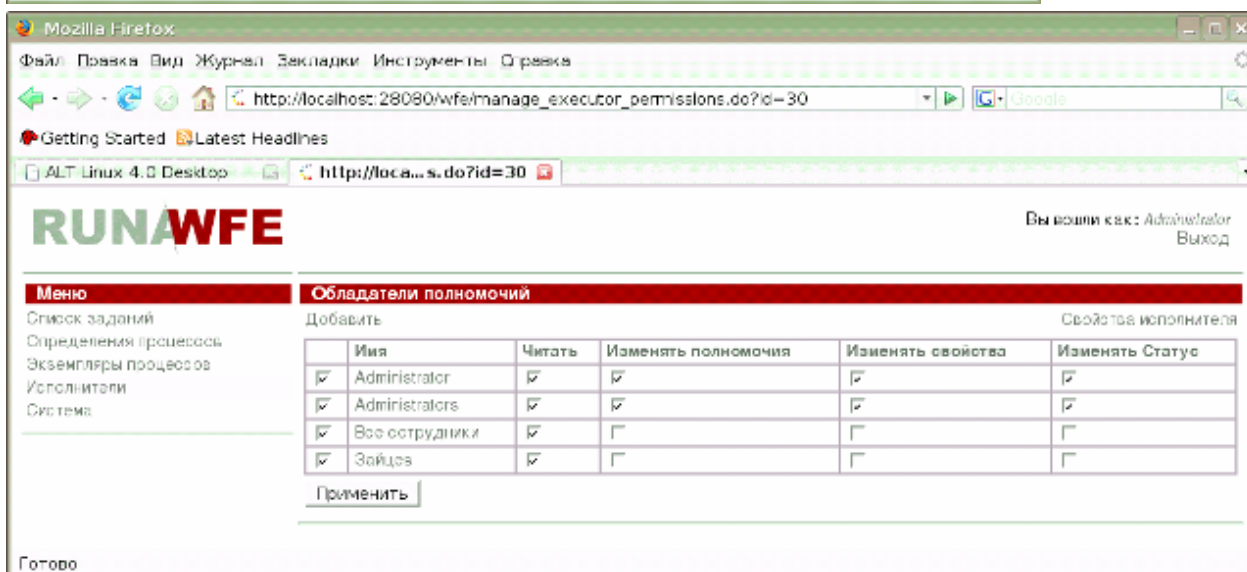 Mozilla Firefox
Файл Правка Вид Журнал Закладки Инструменты Справка
http://localhost:28080/wfe/manage_executor_permissions.do?id=30
Google
Getting Started Latest Headlines
ALT Linux 4.0 Desktop http://loca...s.do?id=30
RUNAWFE
Вы вошли как: Administrator
Выход
Меню
Список заданий
Определения процессов
Экземпляры процессов
Исполнители
Система
Обладатели полномочий
Добавить Свойства исполнителя
Имя Читать Изменять полномочия Изменять свойства Изменять Статус
Administrator
Administrators
Все сотрудники
Зайцев
Применить
Готово